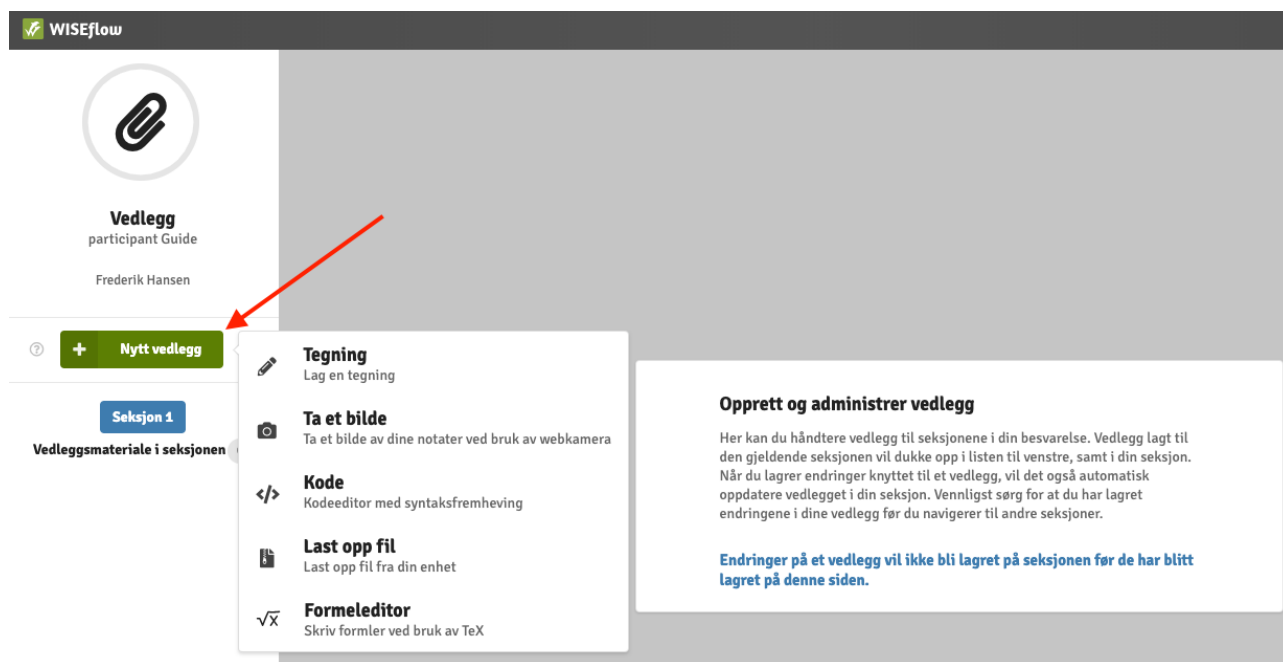 WISEflow
Vedlegg
participant Guide
Frederik Hansen
Nytt vedlegg
Seksjon 1
Vedleggsmateriale i seksjonen
Tegning
Lag en tegning
Ta et bilde
Ta et bilde av dine notater ved bruk av webkamera
Kode
Kodeeditor med syntaksfremheving
Last opp fil
Last opp fil fra din enhet
Formeleditor
Skriv formler ved bruk av TeX
Opprett og administrer vedlegg
Her kan du håndtere vedlegg til seksjonene i din besvarelse. Vedlegg lagt til
den gjeldende seksjonen vil dukke opp i listen til venstre, samt i din seksjon.
Når du lagrer endringer knyttet til et vedlegg, vil det også automatisk
oppdatere vedlegget i din seksjon. Vennligst sørg for at du har lagret
endringene i dine vedlegg før du navigerer til andre seksjoner.
Endringer på et vedlegg vil ikke bli lagret på seksjonen før de har blitt
lagret på denne siden.